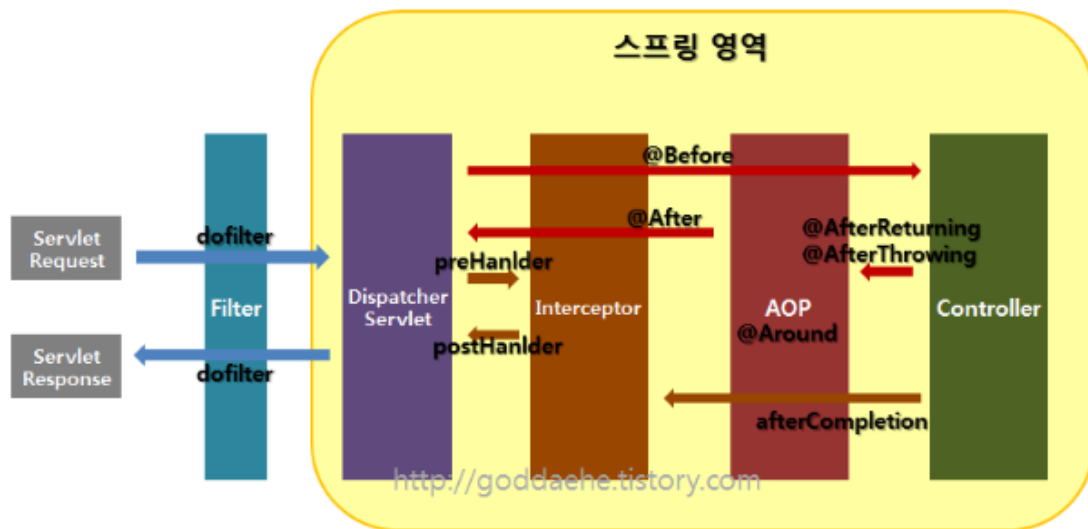 스프링 영역
@Before
@After
@AfterReturning
@AfterThrowing
Servlet
Request
dofilter
preHanlder
Filter
Dispatcher
Servlet
Interceptor
AOP
@Around
Controller
postHanlder
Servlet
Response
dofilter
afterCompletion
http://goddaehe.tistory.com